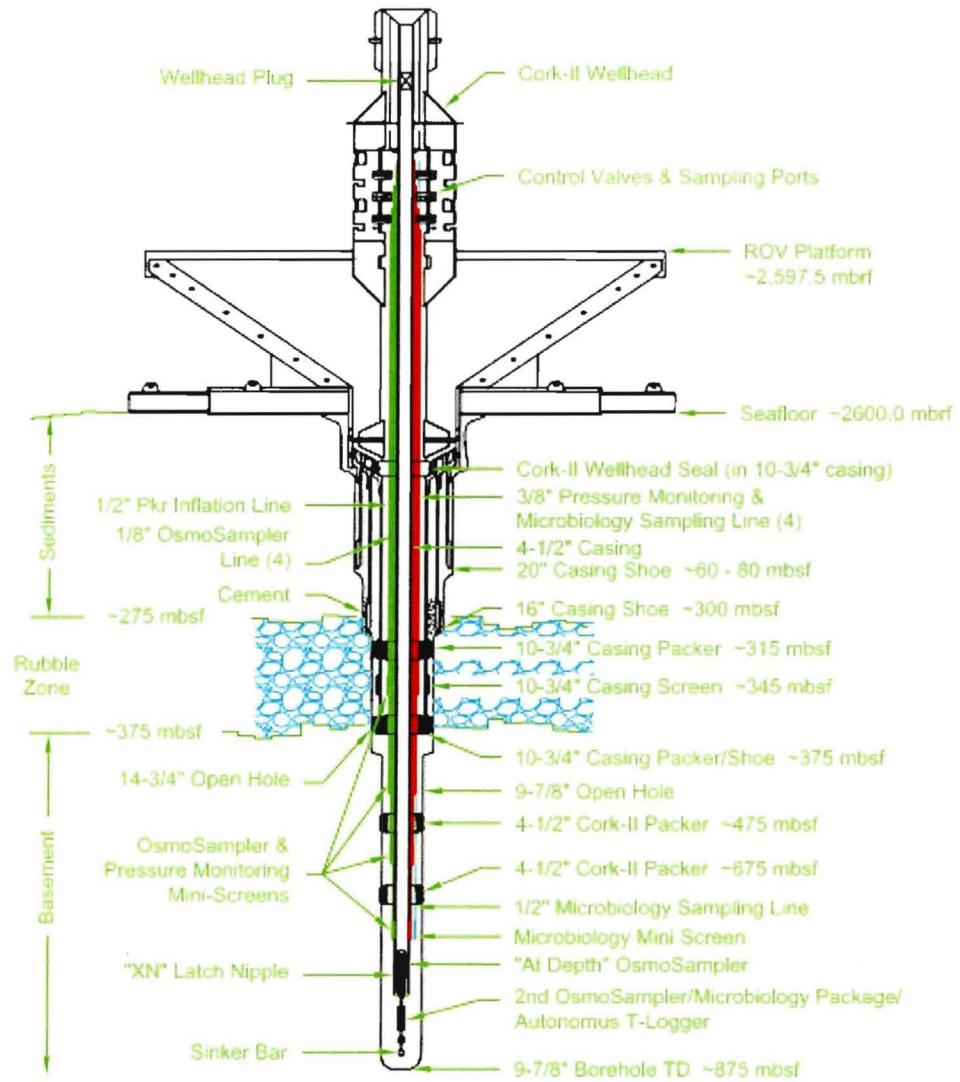 Wellhead Plug
Cork-II Wellhead
Control Valves & Sampling Ports
ROV Platform
~2,597.5 mbrf
Seafloor ~2600.0 mbrf
Sediments
Cork-II Wellhead Seal (in 10-3/4" casing)
1/2" Pkr Inflation Line
3/8" Pressure Monitoring &
Microbiology Sampling Line (4)
1/8" OsmoSampler
Line (4)
4-1/2" Casing
20" Casing Shoe ~60 - 80 mbsf
Cement
~275 mbsf
16" Casing Shoe ~300 mbsf
10-3/4" Casing Packer ~315 mbsf
Rubble
Zone
10-3/4" Casing Screen ~345 mbsf
~375 mbsf
10-3/4" Casing Packer/Shoe ~375 mbsf
14-3/4" Open Hole
9-7/8" Open Hole
4-1/2" Cork-II Packer ~475 mbsf
OsmoSampler &
Pressure Monitoring
Mini-Screens
4-1/2" Cork-II Packer ~675 mbsf
Basement
1/2" Microbiology Sampling Line
Microbiology Mini Screen
"XN" Latch Nipple
"At Depth" OsmoSampler
2nd OsmoSampler/Microbiology Package/
Autonomus T-Logger
Sinker Bar
9-7/8" Borehole TD ~875 mbsf